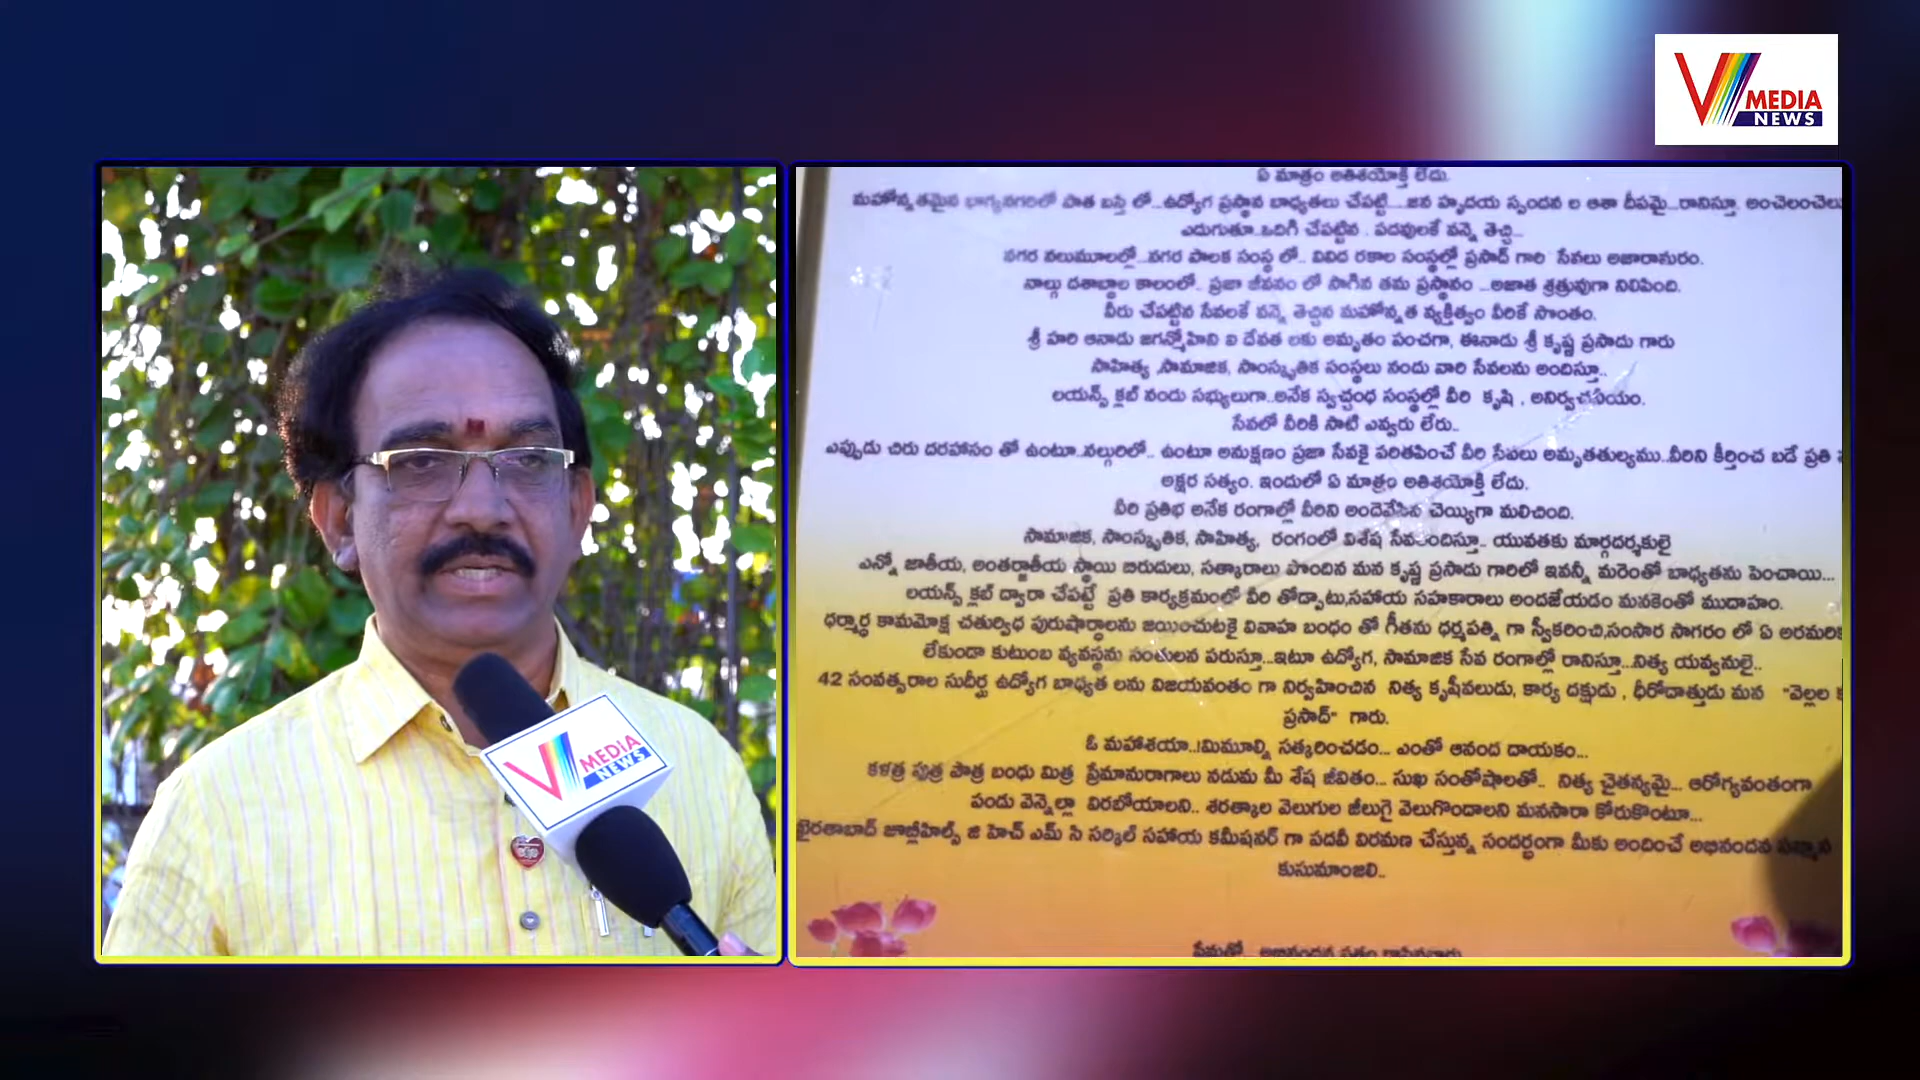 V MEDIA
NEWS
ఏ మాత్రం అతిశయోక్తి లేదు.
మహోన్నతమైన భాగ్యనగరిలో పాత బస్తీ లో...ఉద్యోగ ప్రస్థాన బాధ్యతలు చేపట్టి....జన హృదయ స్పందన ల ఆశా దీపమై...రాణిస్తూ, అంచెలంచెలు
ఎదుగుతూ..ఒదిగి చేపట్టిన . పదవులకే వన్నె తెచ్చి...
నగర నలుమూలల్లో..నగర పాలక సంస్థ లో.. వివిద రకాల సంస్థల్లో ప్రసాద్ గారి సేవలు అజరామరం.
నాల్గు దశాబ్దాల కాలంలో.. ప్రజా జీవనం లో సాగిన తమ ప్రస్థానం ...అజాత శత్రువుగా నిలిపింది.
వీరు చేపట్టిన సేవలకే వన్నె తెచ్చిన మహోన్నత వ్యక్తిత్వం వీరికే సొంతం.
శ్రీ హరి ఆనాడు జగన్మోహిని ఐ దేవత లకు అమృతం పంచగా, ఈనాడు శ్రీ కృష్ణ ప్రసాదు గారు
సాహిత్య ,సామాజిక, సాంస్కృతిక సంస్థలు నందు వారి సేవలను అందిస్తూ..
లయన్స్ క్లబ్ నందు సభ్యులుగా..అనేక స్వచ్చంధ సంస్థల్లో వీరి కృషి , అనిర్వచనీయం.
సేవలో వీరికి సాటి ఎవ్వరు లేరు..
ఎప్పుడు చిరు దరహాసం తో ఉంటూ..నల్గురిలో.. ఉంటూ అనుక్షణం ప్రజా సేవకై పరితపించే వీరి సేవలు అమృతతుల్యము..వీరిని కీర్తించ బడే ప్రతి
అక్షర సత్యం. ఇందులో ఏ మాత్రం అతిశయోక్తి లేదు.
వీరి ప్రతిభ అనేక రంగాల్లో వీరిని అందెవేసిన చెయ్యిగా మలిచింది.
సామాజిక, సాంస్కృతిక, సాహిత్య, రంగంలో విశేష సేవలందిస్తూ.. యువతకు మార్గదర్శకులై
ఎన్నో జాతీయ, అంతర్జాతీయ స్థాయి బిరుదులు, సత్కారాలు పొందిన మన కృష్ణ ప్రసాదు గారిలో ఇవన్నీ మరెంతో బాధ్యతను పెంచాయి...
లయన్స్ క్లబ్ ద్వారా చేపట్టే ప్రతి కార్యక్రమంలో వీరి తోడ్పాటు,సహాయ సహకారాలు అందజేయడం మనకెంతో ముదాహం.
ధర్మార్థ కామమోక్ష చతుర్విధ పురుషార్థాలను జయించుటకై వివాహ బంధం తో గీతను ధర్మపత్ని గా స్వీకరించి,సంసార సాగరం లో ఏ అరమరిక
లేకుండా కుటుంబ వ్యవస్థను సంతులన పరుస్తూ...ఇటూ ఉద్యోగ, సామాజిక సేవ రంగాల్లో రాణిస్తూ...నిత్య యవ్వనులై..
42 సంవత్సరాల సుదీర్ఘ ఉద్యోగ బాధ్యత లను విజయవంతం గా నిర్వహించిన నిత్య కృషీవలుడు, కార్య దక్షుడు , ధీరోదాత్తుడు మన "వెల్లల
ప్రసాద్" గారు.
ఓ మహాశయా..!మిమూల్ని సత్కరించడం... ఎంతో ఆనంద దాయకం...
కళత్ర పుత్ర పౌత్ర బంధు మిత్ర ప్రేమానురాగాలు నడుమ మీ శేష జీవితం... సుఖ సంతోషాలతో.. నిత్య చైతన్యమై... ఆరోగ్యవంతంగా
పండు వెన్నెల్లా విరబోయాలని.. శరత్కాల వెలుగుల జీలుగై వెలుగొందాలని మనసారా కోరుకొంటూ...
ఖైరతాబాద్ జూబ్లీహిల్స్ జి హెచ్ ఎమ్ సి సర్కిల్ సహాయ కమీషనర్ గా పదవీ విరమణ చేస్తున్న సందర్భంగా మీకు అందించే అభినందన
కుసుమాంజలి..
V MEDIA
NEWS